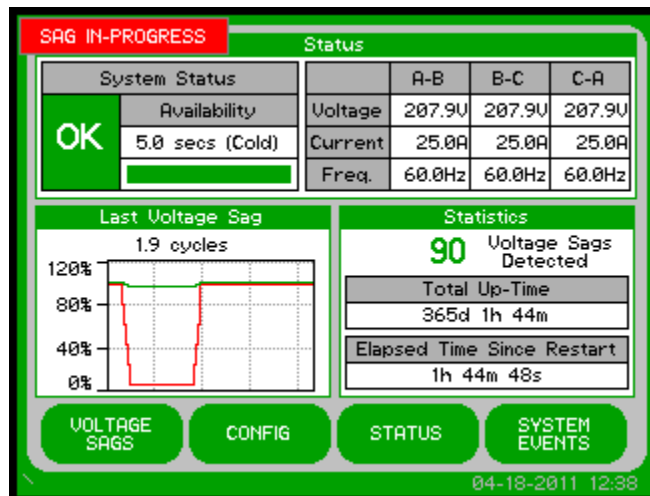 SAG IN-PROGRESS
Status
System Status
OK
Availability
5.0 secs (Cold)
A-B B-C C-A
Voltage 207.9V 207.9V 207.9V
Current 25.0A 25.0A 25.0A
Freq. 60.0Hz 60.0Hz 60.0Hz
Last Voltage Sag
1.9 cycles
120%
80%
40%
0%
Statistics
90 Voltage Sags
Detected
Total Up-Time
365d 1h 44m
Elapsed Time Since Restart
1h 44m 48s
VOLTAGE
SAGS
CONFIG
STATUS
SYSTEM
EVENTS
04-18-2011 12:38